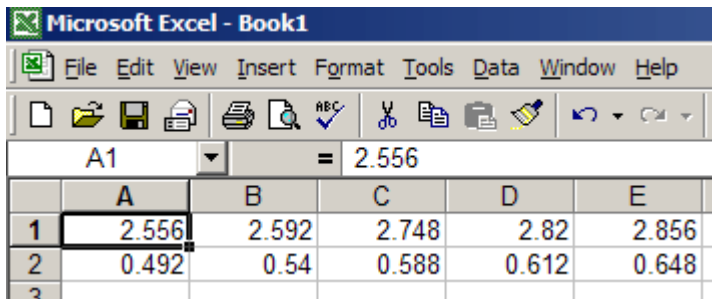 Microsoft Excel - Book1
File Edit View Insert Format Tools Data Window Help
ABC
A1 = 2.556
A B C D E
1 2.556 2.592 2.748 2.82 2.856
2 0.492 0.54 0.588 0.612 0.648
3